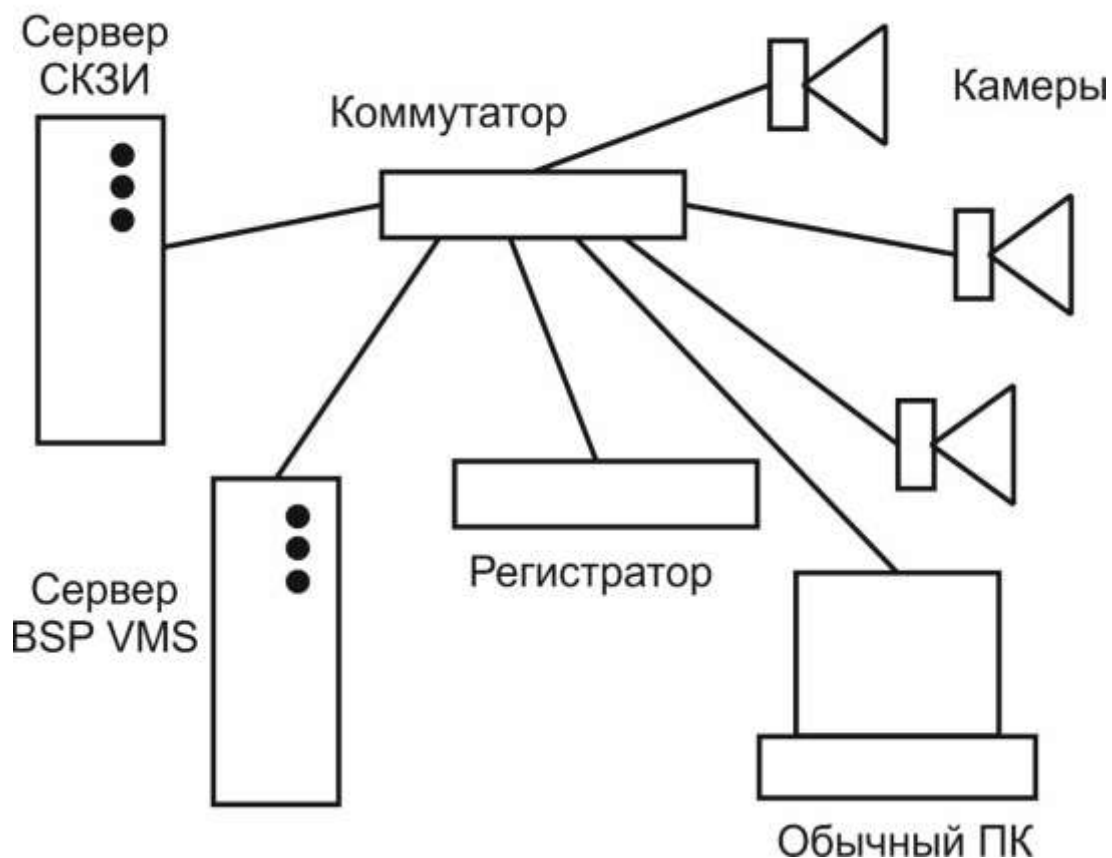 Сервер
СКЗИ
Коммутатор
Камеры
Сервер
BSP VMS
Регистратор
Обычный ПК